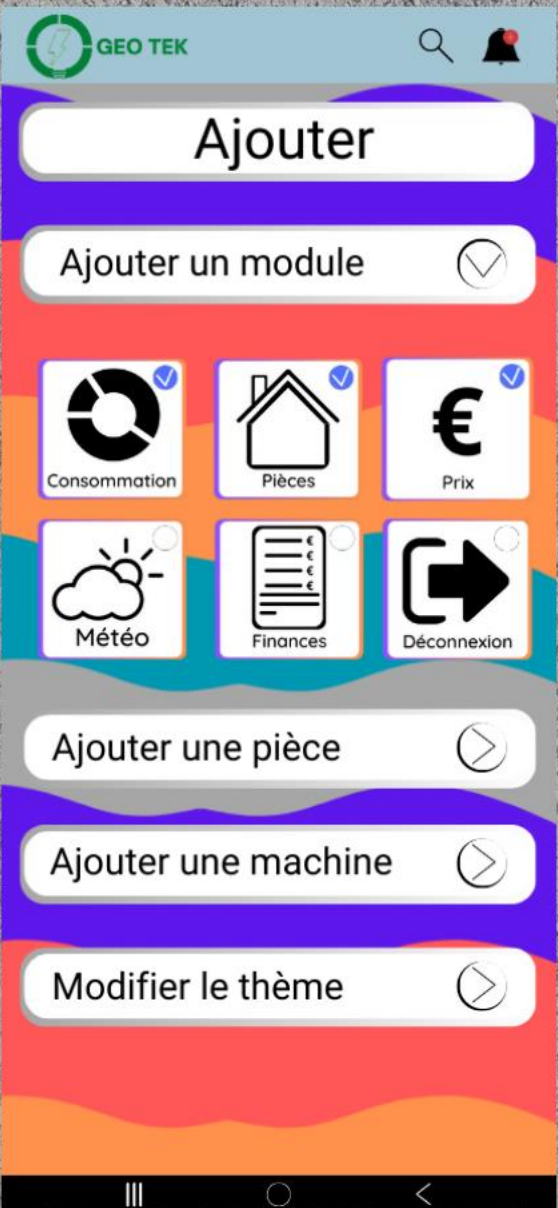 GEO TEK
Ajouter
Ajouter un module
Consommation
Pièces
€
Prix
Météo
€
€
€
€
Finances
Déconnexion
Ajouter une pièce
Ajouter une machine
Modifier le thème